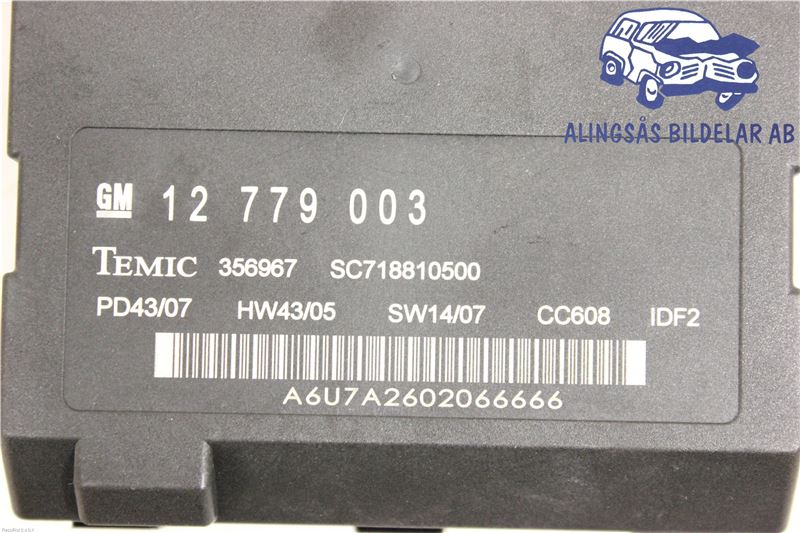 ALINGSÅS BILDELAR AB
GM 12 779 003
TEMIC 356967 SC718810500
PD43/07 HW43/05 SW14/07 CC608 IDF2
A6U7A2602066666